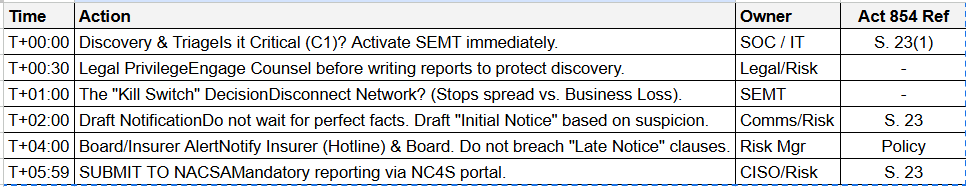 Time Action Owner Act 854 Ref
T+00:00 Discovery & TriageIs it Critical (C1)? Activate SEMT immediately. SOC / IT S. 23(1)
T+00:30 Legal PrivilegeEngage Counsel before writing reports to protect discovery. Legal/Risk -
T+01:00 The "Kill Switch" DecisionDisconnect Network? (Stops spread vs. Business Loss). SEMT -
T+02:00 Draft NotificationDo not wait for perfect facts. Draft "Initial Notice" based on suspicion. Comms/Risk S. 23
T+04:00 Board/Insurer AlertNotify Insurer (Hotline) & Board. Do not breach "Late Notice" clauses. Risk Mgr Policy
T+05:59 SUBMIT TO NACSAMandatory reporting via NC4S portal. CISO/Risk S. 23